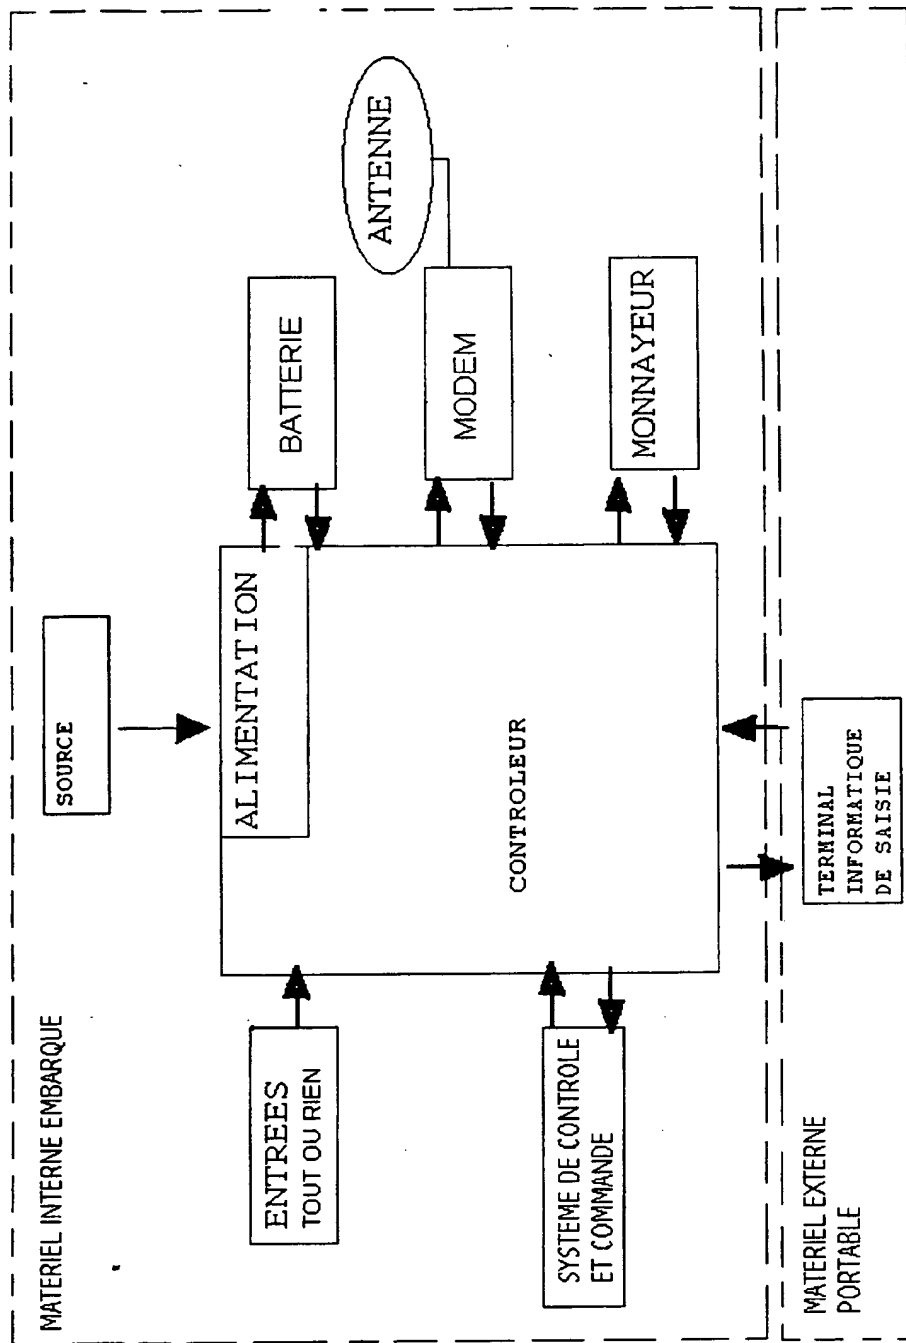 MATERIEL INTERNE EMBARQUE
SOURCE
ENTREES
TOUT OU RIEN
ALIMENTATION
BATTERIE
ANTENNE
CONTROLEUR
MODEM
SYSTEME DE CONTROLE
ET COMMANDE
MONNAYEUR
MATERIEL EXTERNE
PORTABLE
TERMINAL
INFORMATIQUE
DE SAISIE